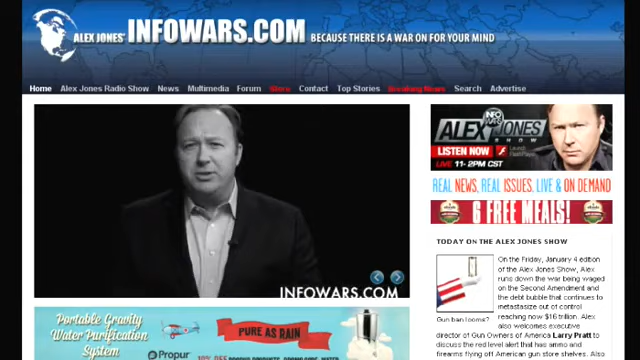 ALEX JONES' INFOWARS.COM BECAUSE THERE IS A WAR ON FOR YOUR MIND
Home Alex Jones Radio Show News Multimedia Forum Store Contact Top Stories Breaking News Search Advertise
INFOWARS.COM
INFO WARS
ALEX JONES
SHOW
LISTEN NOW
LIVE 11-2PM CST
REAL NEWS, REAL ISSUES, LIVE & ON DEMAND
6 FREE MEALS!
TODAY ON THE ALEX JONES SHOW
Gun ban looms?
On the Friday, January 4 edition
of the Alex Jones Show, Alex
runs down the war being waged
on the Second Amendment and
the debt bubble that continues to
metastasize out of control
reaching now $16 trillion. Alex
also welcomes executive
director of Gun Owners of America Larry Pratt to
discuss the red level alert that has ammo and
firearms flying off American gun store shelves. Also
Portable Gravity
Water Purification
System
PURE AS RAIN
Propur
10% OFF